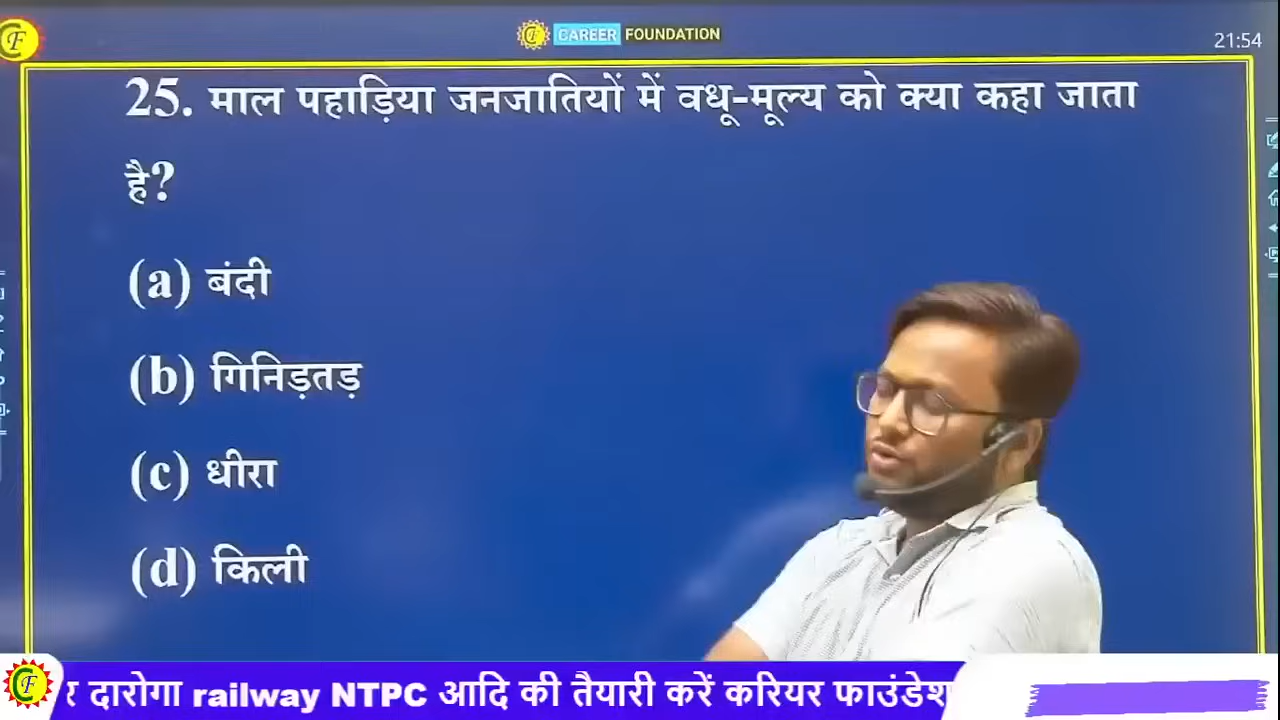 CAREER FOUNDATION
21:54
25. माल पहाड़िया जनजातियों में वधू-मूल्य को क्या कहा जाता
है?
(a) बंदी
(b) गिनिड़तड़
(c) धीरा
(d) किली
दारोगा railway NTPC आदि की तैयारी करें करियर